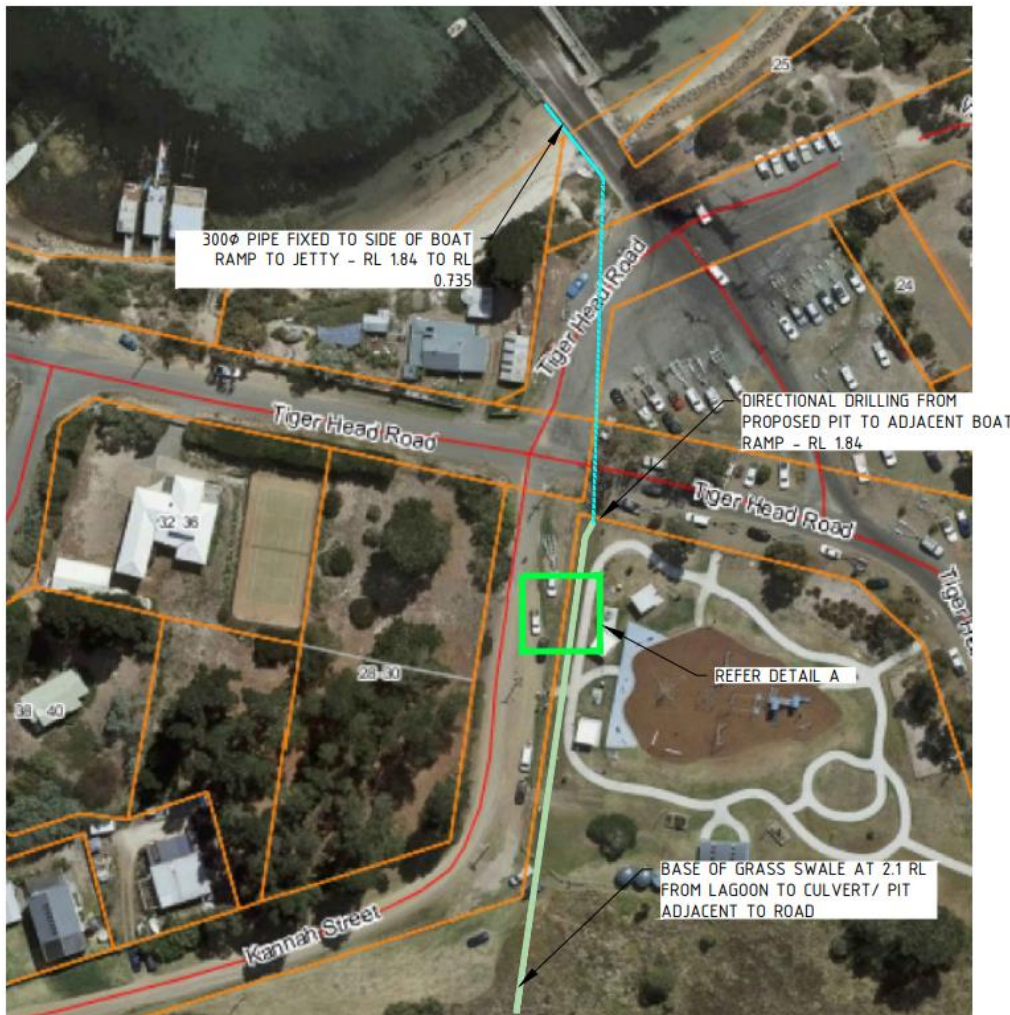 25
300Ø PIPE FIXED TO SIDE OF BOAT
RAMP TO JETTY - RL 1.84 TO RL
0.735
Tiger Head Road
24
DIRECTIONAL DRILLING FROM
PROPOSED PIT TO ADJACENT BOAT
RAMP - RL 1.84
Tiger Head Road
Tiger Head Road
32 36
REFER DETAIL A
28-30
38 40
BASE OF GRASS SWALE AT 2.1 RL
FROM LAGOON TO CULVERT/ PIT
ADJACENT TO ROAD
Kannah Street